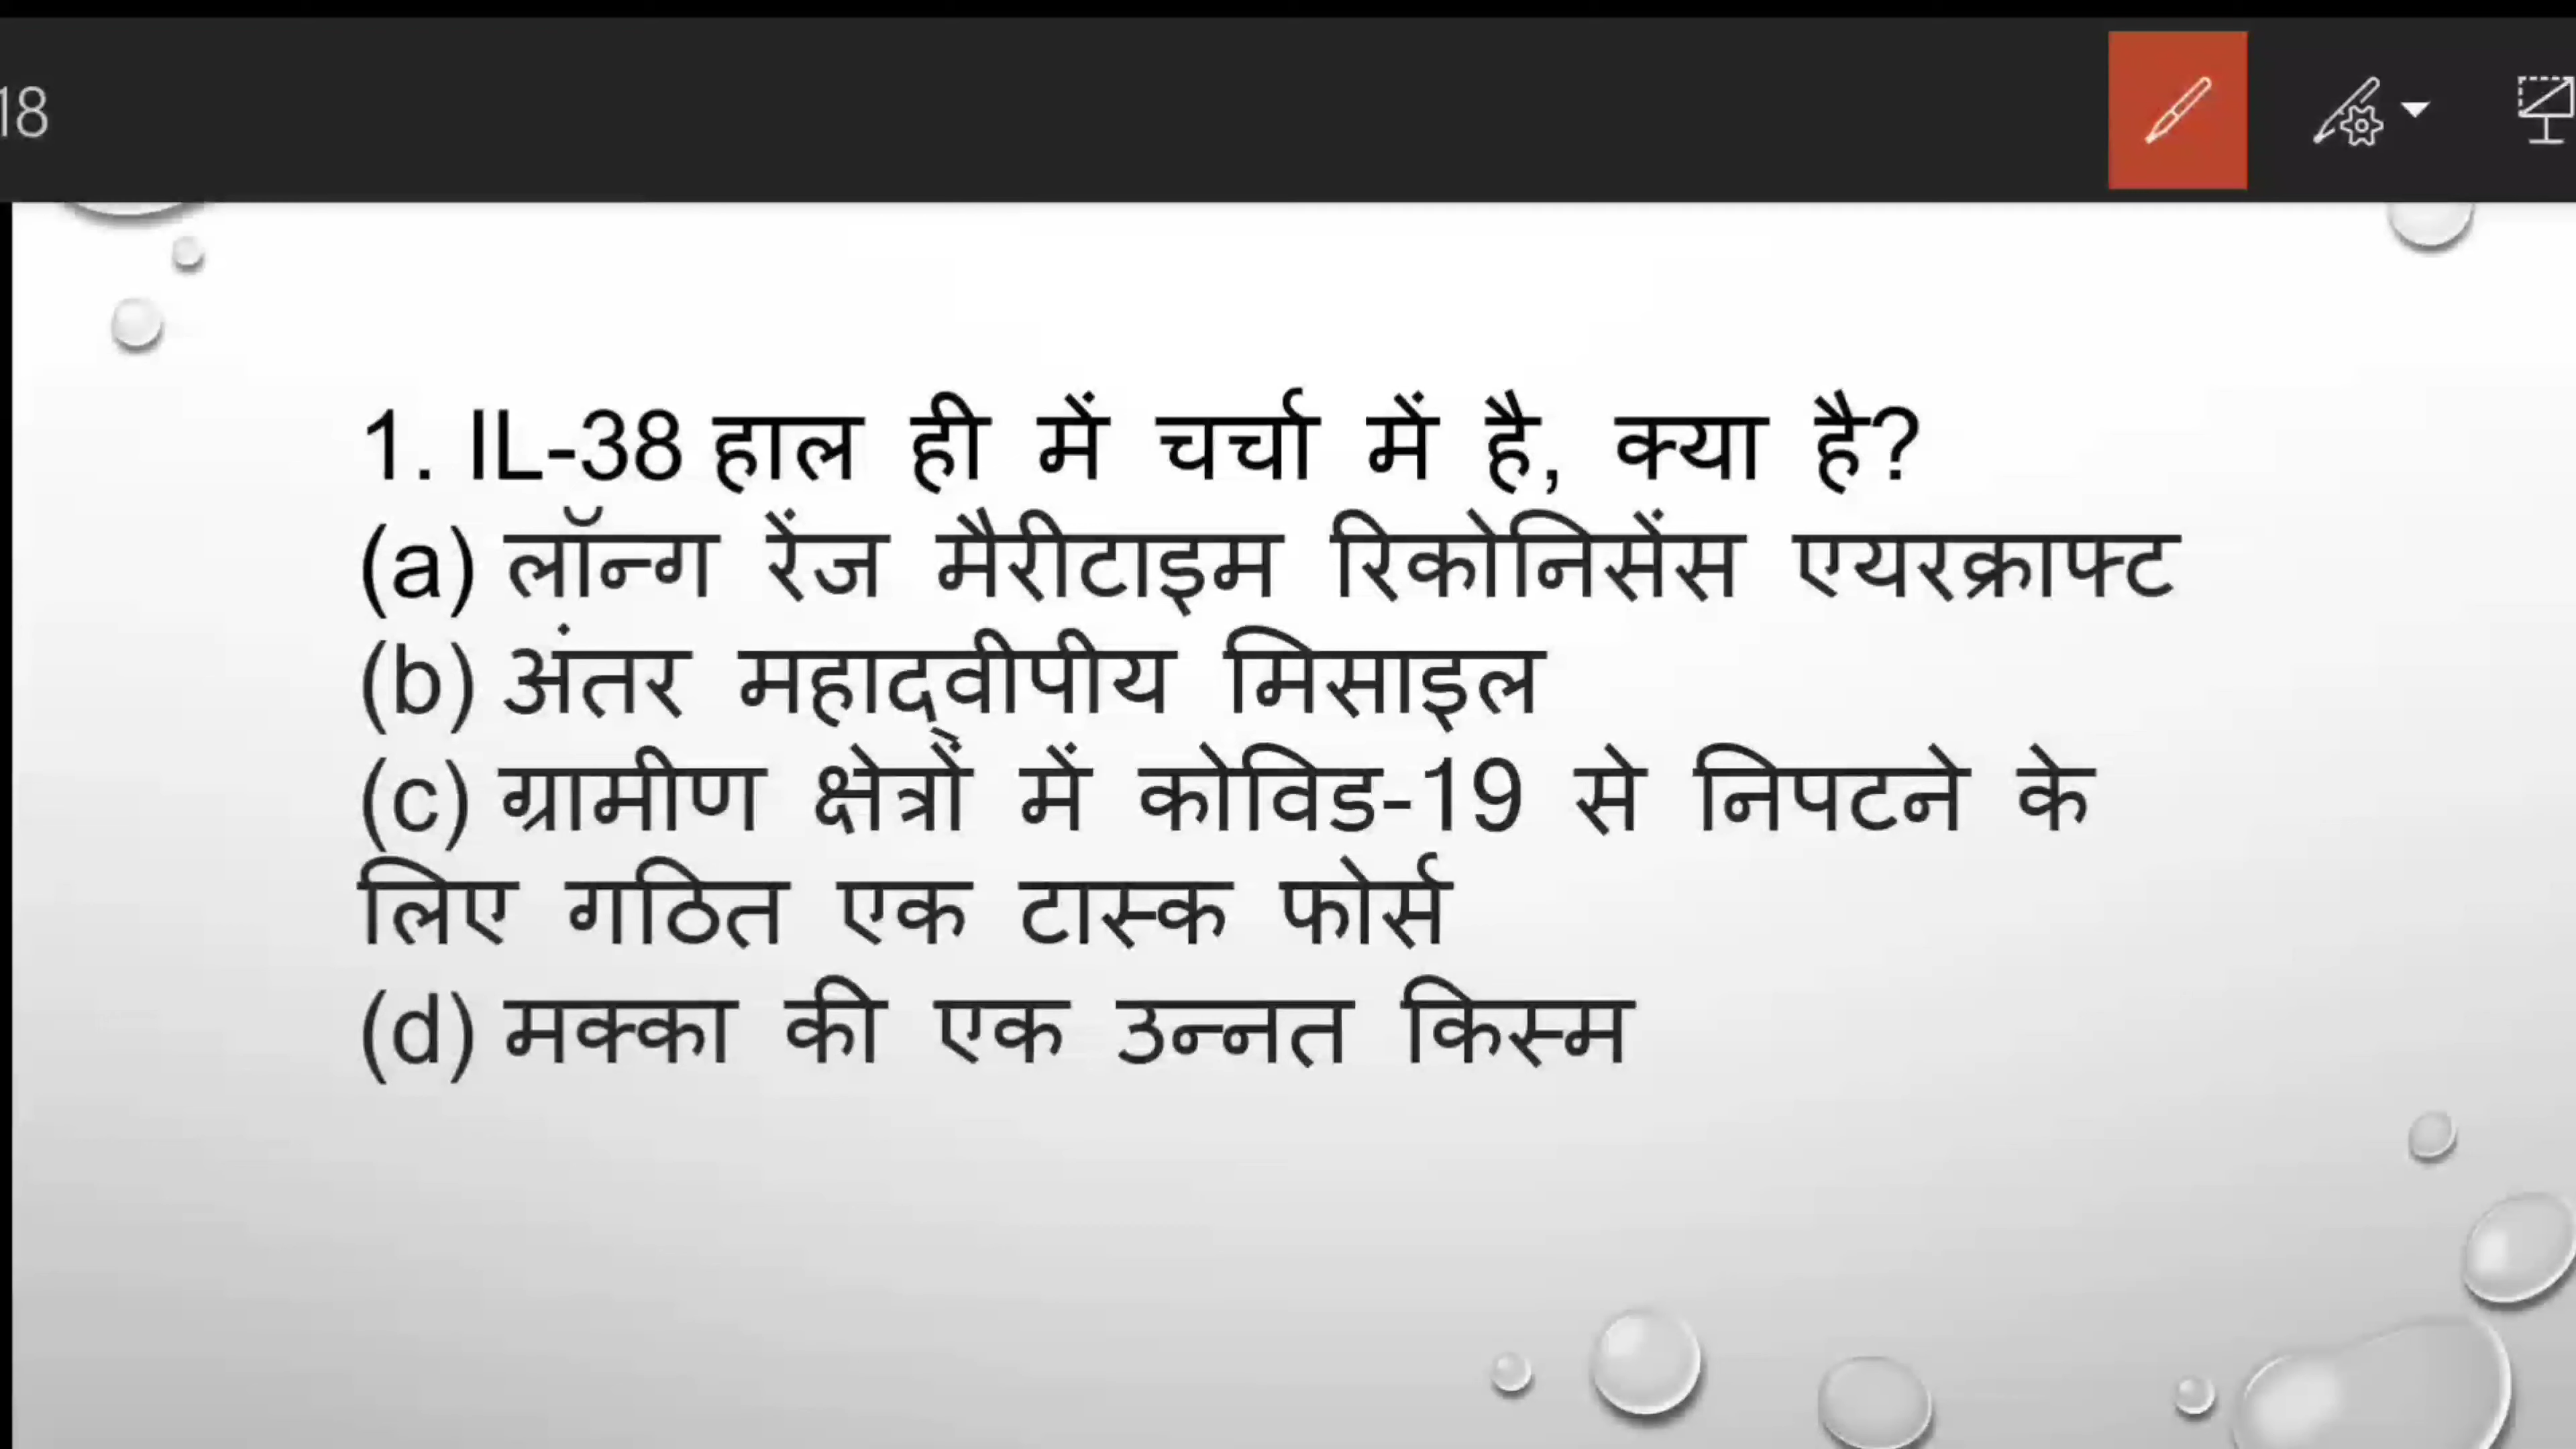 18
1. IL-38 हाल ही में चर्चा में है, क्या है?
(a) लॉन्ग रेंज मैरीटाइम रिकोनिसेंस एयरक्राफ्ट
(b) अंतर महाद्वीपीय मिसाइल
(c) ग्रामीण क्षेत्रों में कोविड-19 से निपटने के
लिए गठित एक टास्क फोर्स
(d) मक्का की एक उन्नत किस्म